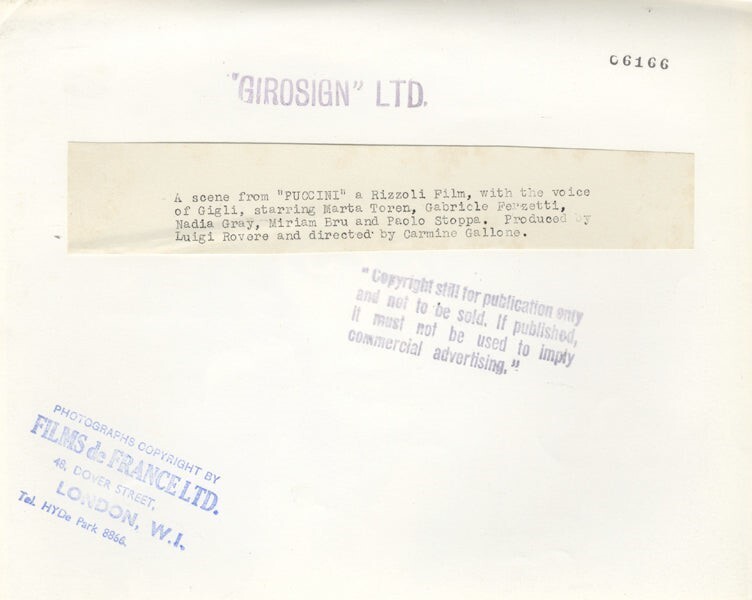 06166
"GIROSIGN" LTD.
A scene from "PUCCINI" a Rizzoli Film, with the voice
of Gigli, starring Marta Toren, Gabriele Ferzetti,
Nadia Gray, Miriam Bru and Paolo Stoppa. Produced by
Luigi Rovere and directed by Carmine Gallone.
"Copyright still for publication only
and not to be sold. If published,
it must not be used to imply
commercial advertising."
PHOTOGRAPHS COPYRIGHT BY
FILMS de FRANCE LTD.
46, DOVER STREET,
LONDON, W.I.
Tel. HYDe Park 8866.